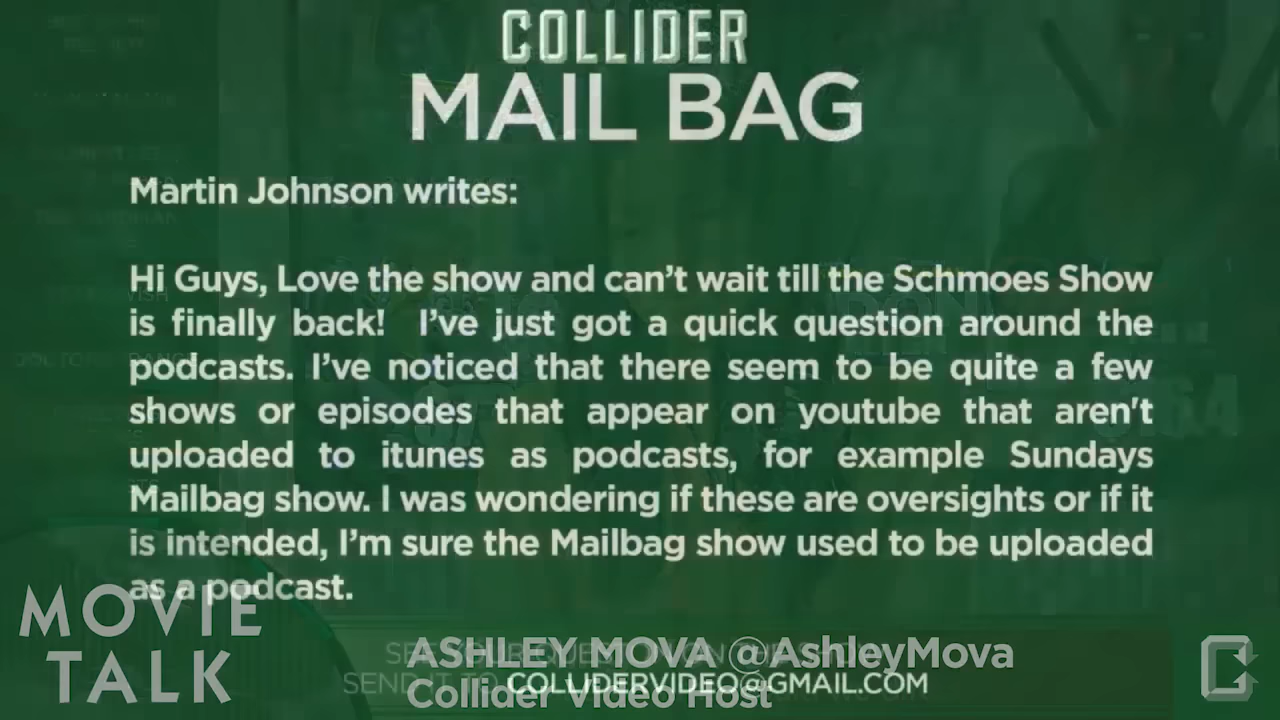 COLLIDER
MAIL BAG
Martin Johnson writes:
Hi Guys, Love the show and can't wait till the Schmoes Show
is finally back! I've just got a quick question around the
podcasts. I've noticed that there seem to be quite a few
shows or episodes that appear on youtube that aren't
uploaded to itunes as podcasts, for example Sundays
Mailbag show. I was wondering if these are oversights or if it
is intended, I'm sure the Mailbag show used to be uploaded
as a podcast.
MOVIE
TALK
ASHLEY MOVA @AshleyMova
Collider Video Host
SEND IT TO COLLIDERVIDEO@GMAIL.COM